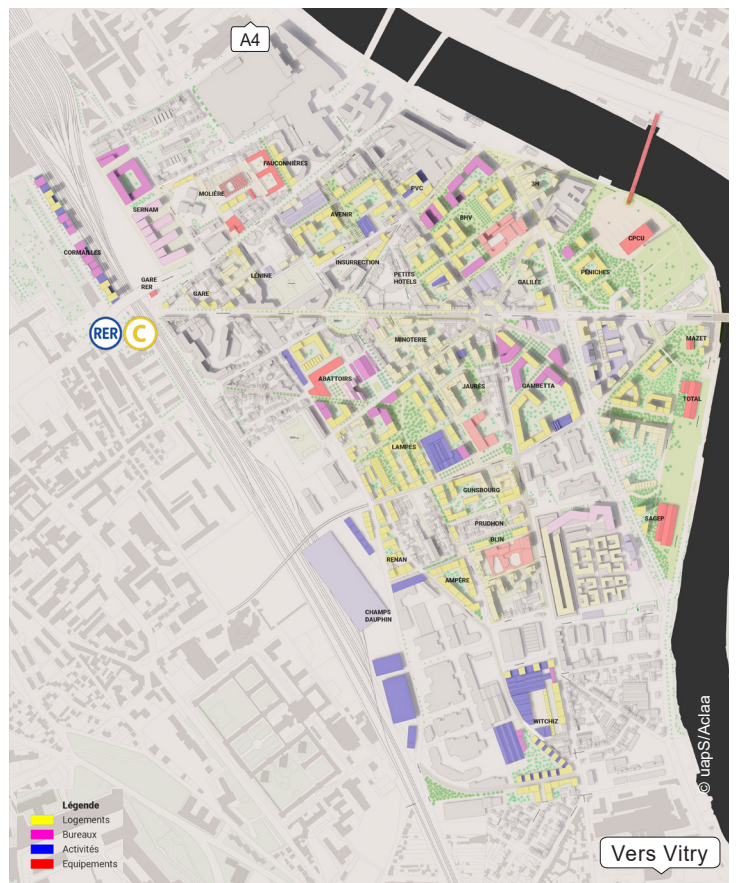 A4
FAUCONNIÈRES
MOLIÈRE
SERNAM
PVC
3H
AVENIR
BHV
CORMAILLES
CPCU
INSURRECTION
GARE
RER
LÉNINE
PETITS
HÔTELS
PÉNICHES
GARE
GALILÉE
RER C
MINOTERIE
MAZET
ABATTOIRS
JAURÈS
GAMBETTA
TOTAL
LAMPES
GUNSBOURG
SAGEP
PRUDHON
BLIN
RENAN
AMPÈRE
CHAMPS
DAUPHIN
WITCHIZ
© uapS/Aclaa
Légende
Logements
Bureaux
Activités
Equipements
Vers Vitry